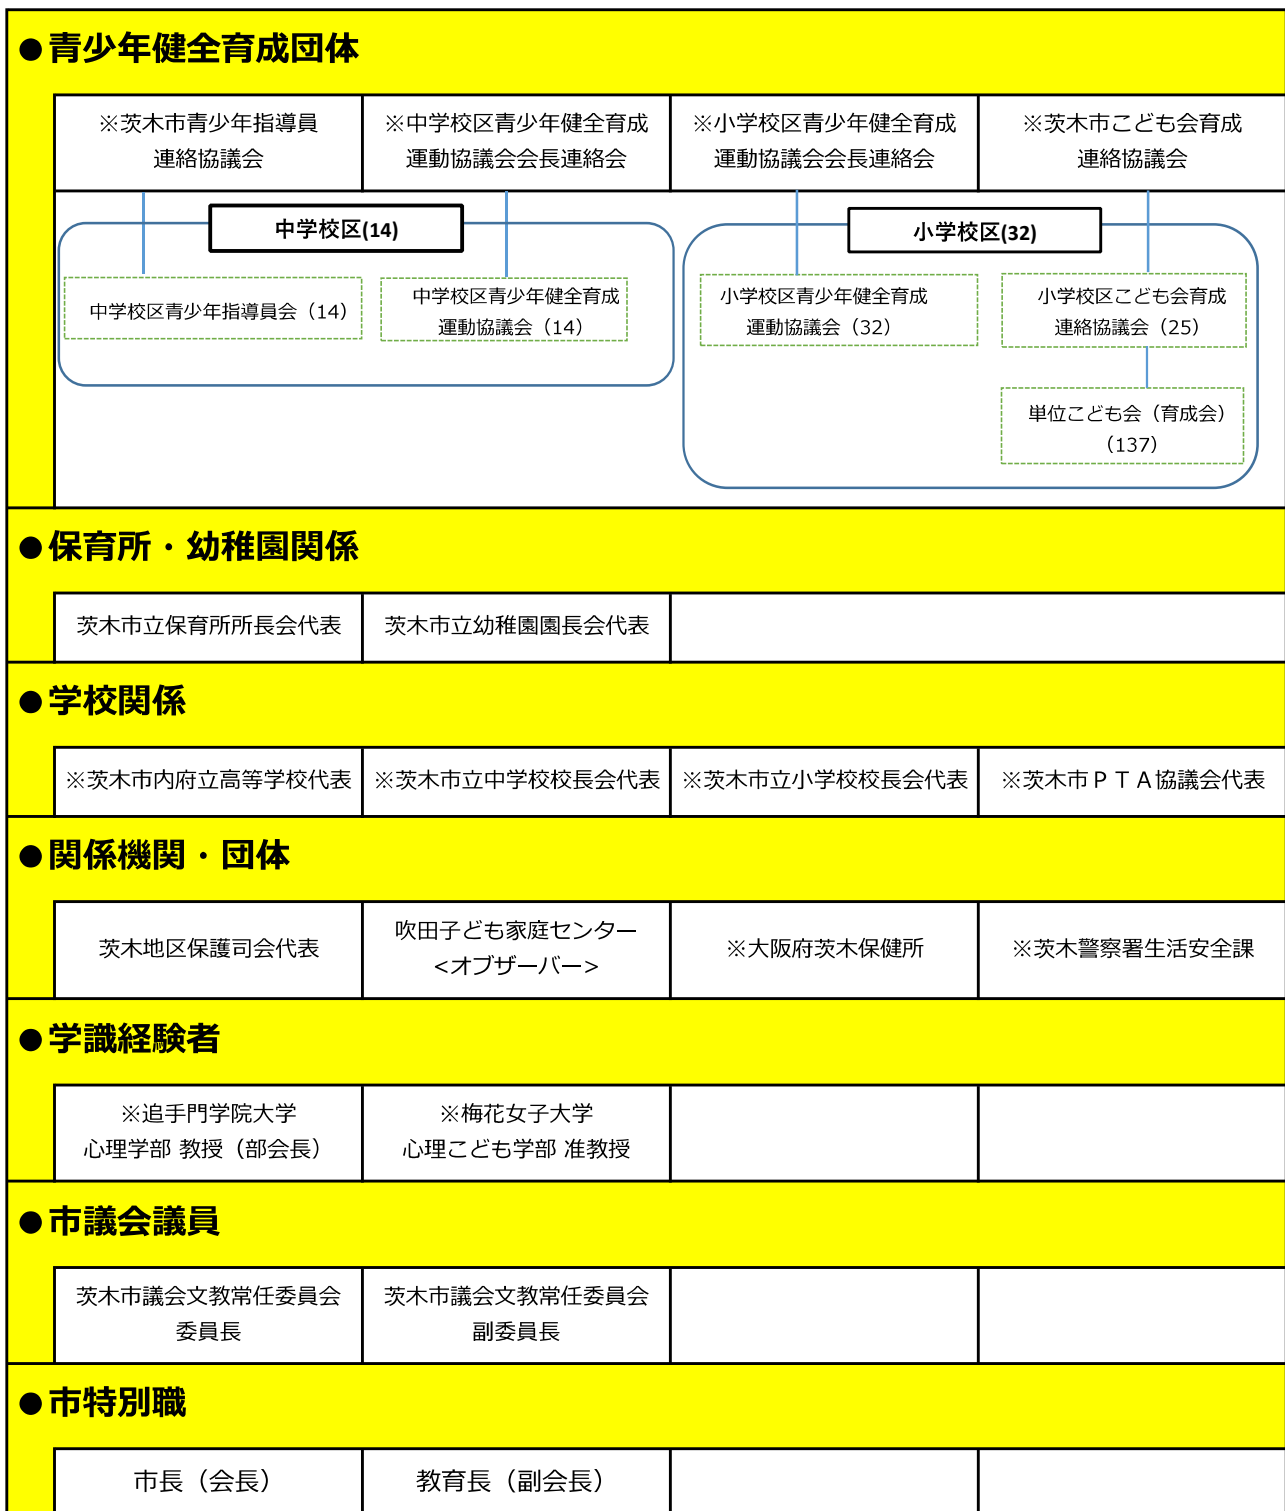 ●青少年健全育成団体
※茨木市青少年指導員
連絡協議会
※中学校区青少年健全育成
運動協議会会長連絡会
※小学校区青少年健全育成
運動協議会会長連絡会
※茨木市こども会育成
連絡協議会
中学校区(14)
中学校区青少年指導員会（14）
中学校区青少年健全育成
運動協議会（14）
小学校区(32)
小学校区青少年健全育成
運動協議会（32）
小学校区こども会育成
連絡協議会（25）
単位こども会（育成会）
（137）
●保育所・幼稚園関係
茨木市立保育所所長会代表
茨木市立幼稚園園長会代表
●学校関係
※茨木市内府立高等学校代表
※茨木市立中学校校長会代表
※茨木市立小学校校長会代表
※茨木市ＰＴＡ協議会代表
●関係機関・団体
茨木地区保護司会代表
吹田子ども家庭センター
<オブザーバー>
※大阪府茨木保健所
※茨木警察署生活安全課
●学識経験者
※追手門学院大学
心理学部 教授（部会長）
※梅花女子大学
心理こども学部 准教授
●市議会議員
茨木市議会文教常任委員会
委員長
茨木市議会文教常任委員会
副委員長
●市特別職
市長（会長）
教育長（副会長）